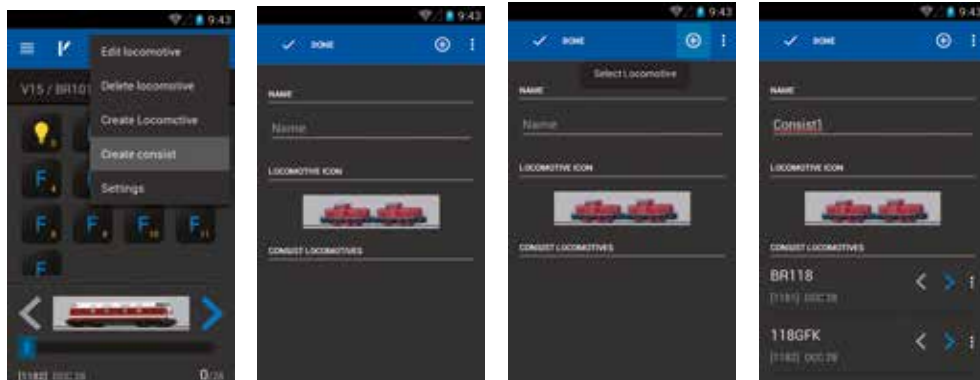 9:43
V15 / BR101
Edit locomotive
Delete locomotive
Create Locomotive
Create consist
Settings
F
F
F
F
F
F
[1182] DCC 28
0/28
9:43
DONE
NAME
Name
LOCOMOTIVE ICON
CONSIST LOCOMOTIVES
9:43
DONE
Select Locomotive
NAME
Name
LOCOMOTIVE ICON
CONSIST LOCOMOTIVES
9:43
DONE
NAME
Consist1
LOCOMOTIVE ICON
CONSIST LOCOMOTIVES
BR118
[1181] DCC 28
118GFK
[1182] DCC 28